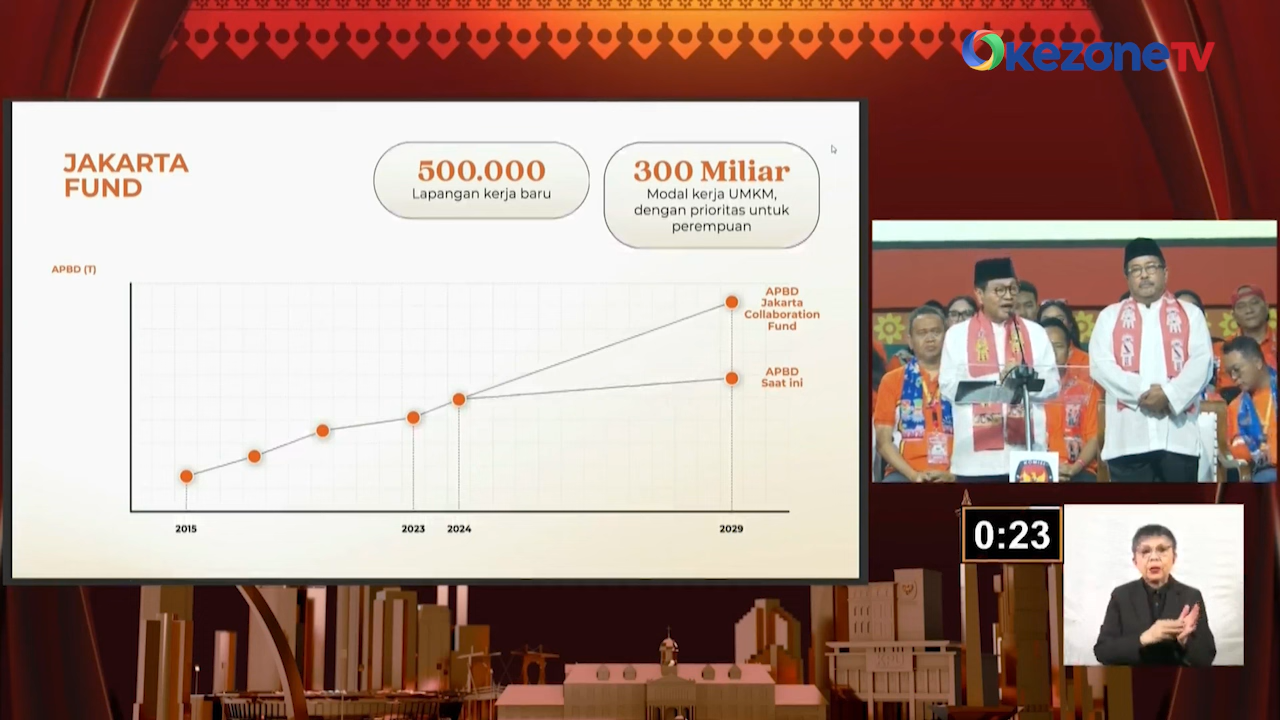 OkezoneTV
JAKARTA
FUND
500.000
Lapangan kerja baru
300 Miliar
Modal kerja UMKM,
dengan prioritas untuk
perempuan
APBD (T)
APBD
Jakarta
Collaboration
Fund
APBD
Saat ini
2015
2023
2024
2029
0:23